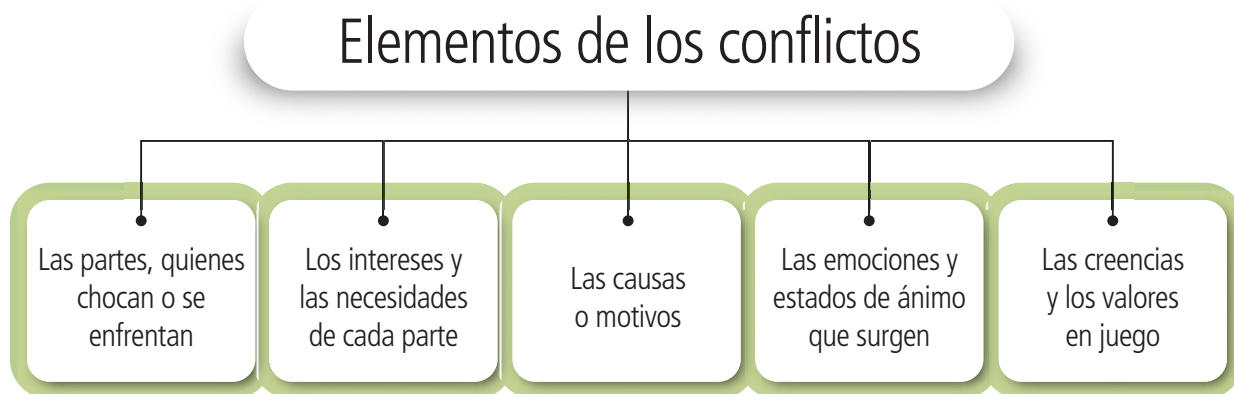 Elementos de los conflictos
Las partes, quienes
chocan o se
enfrentan
Los intereses y
las necesidades
de cada parte
Las causas
o motivos
Las emociones y
estados de ánimo
que surgen
Las creencias
y los valores
en juego